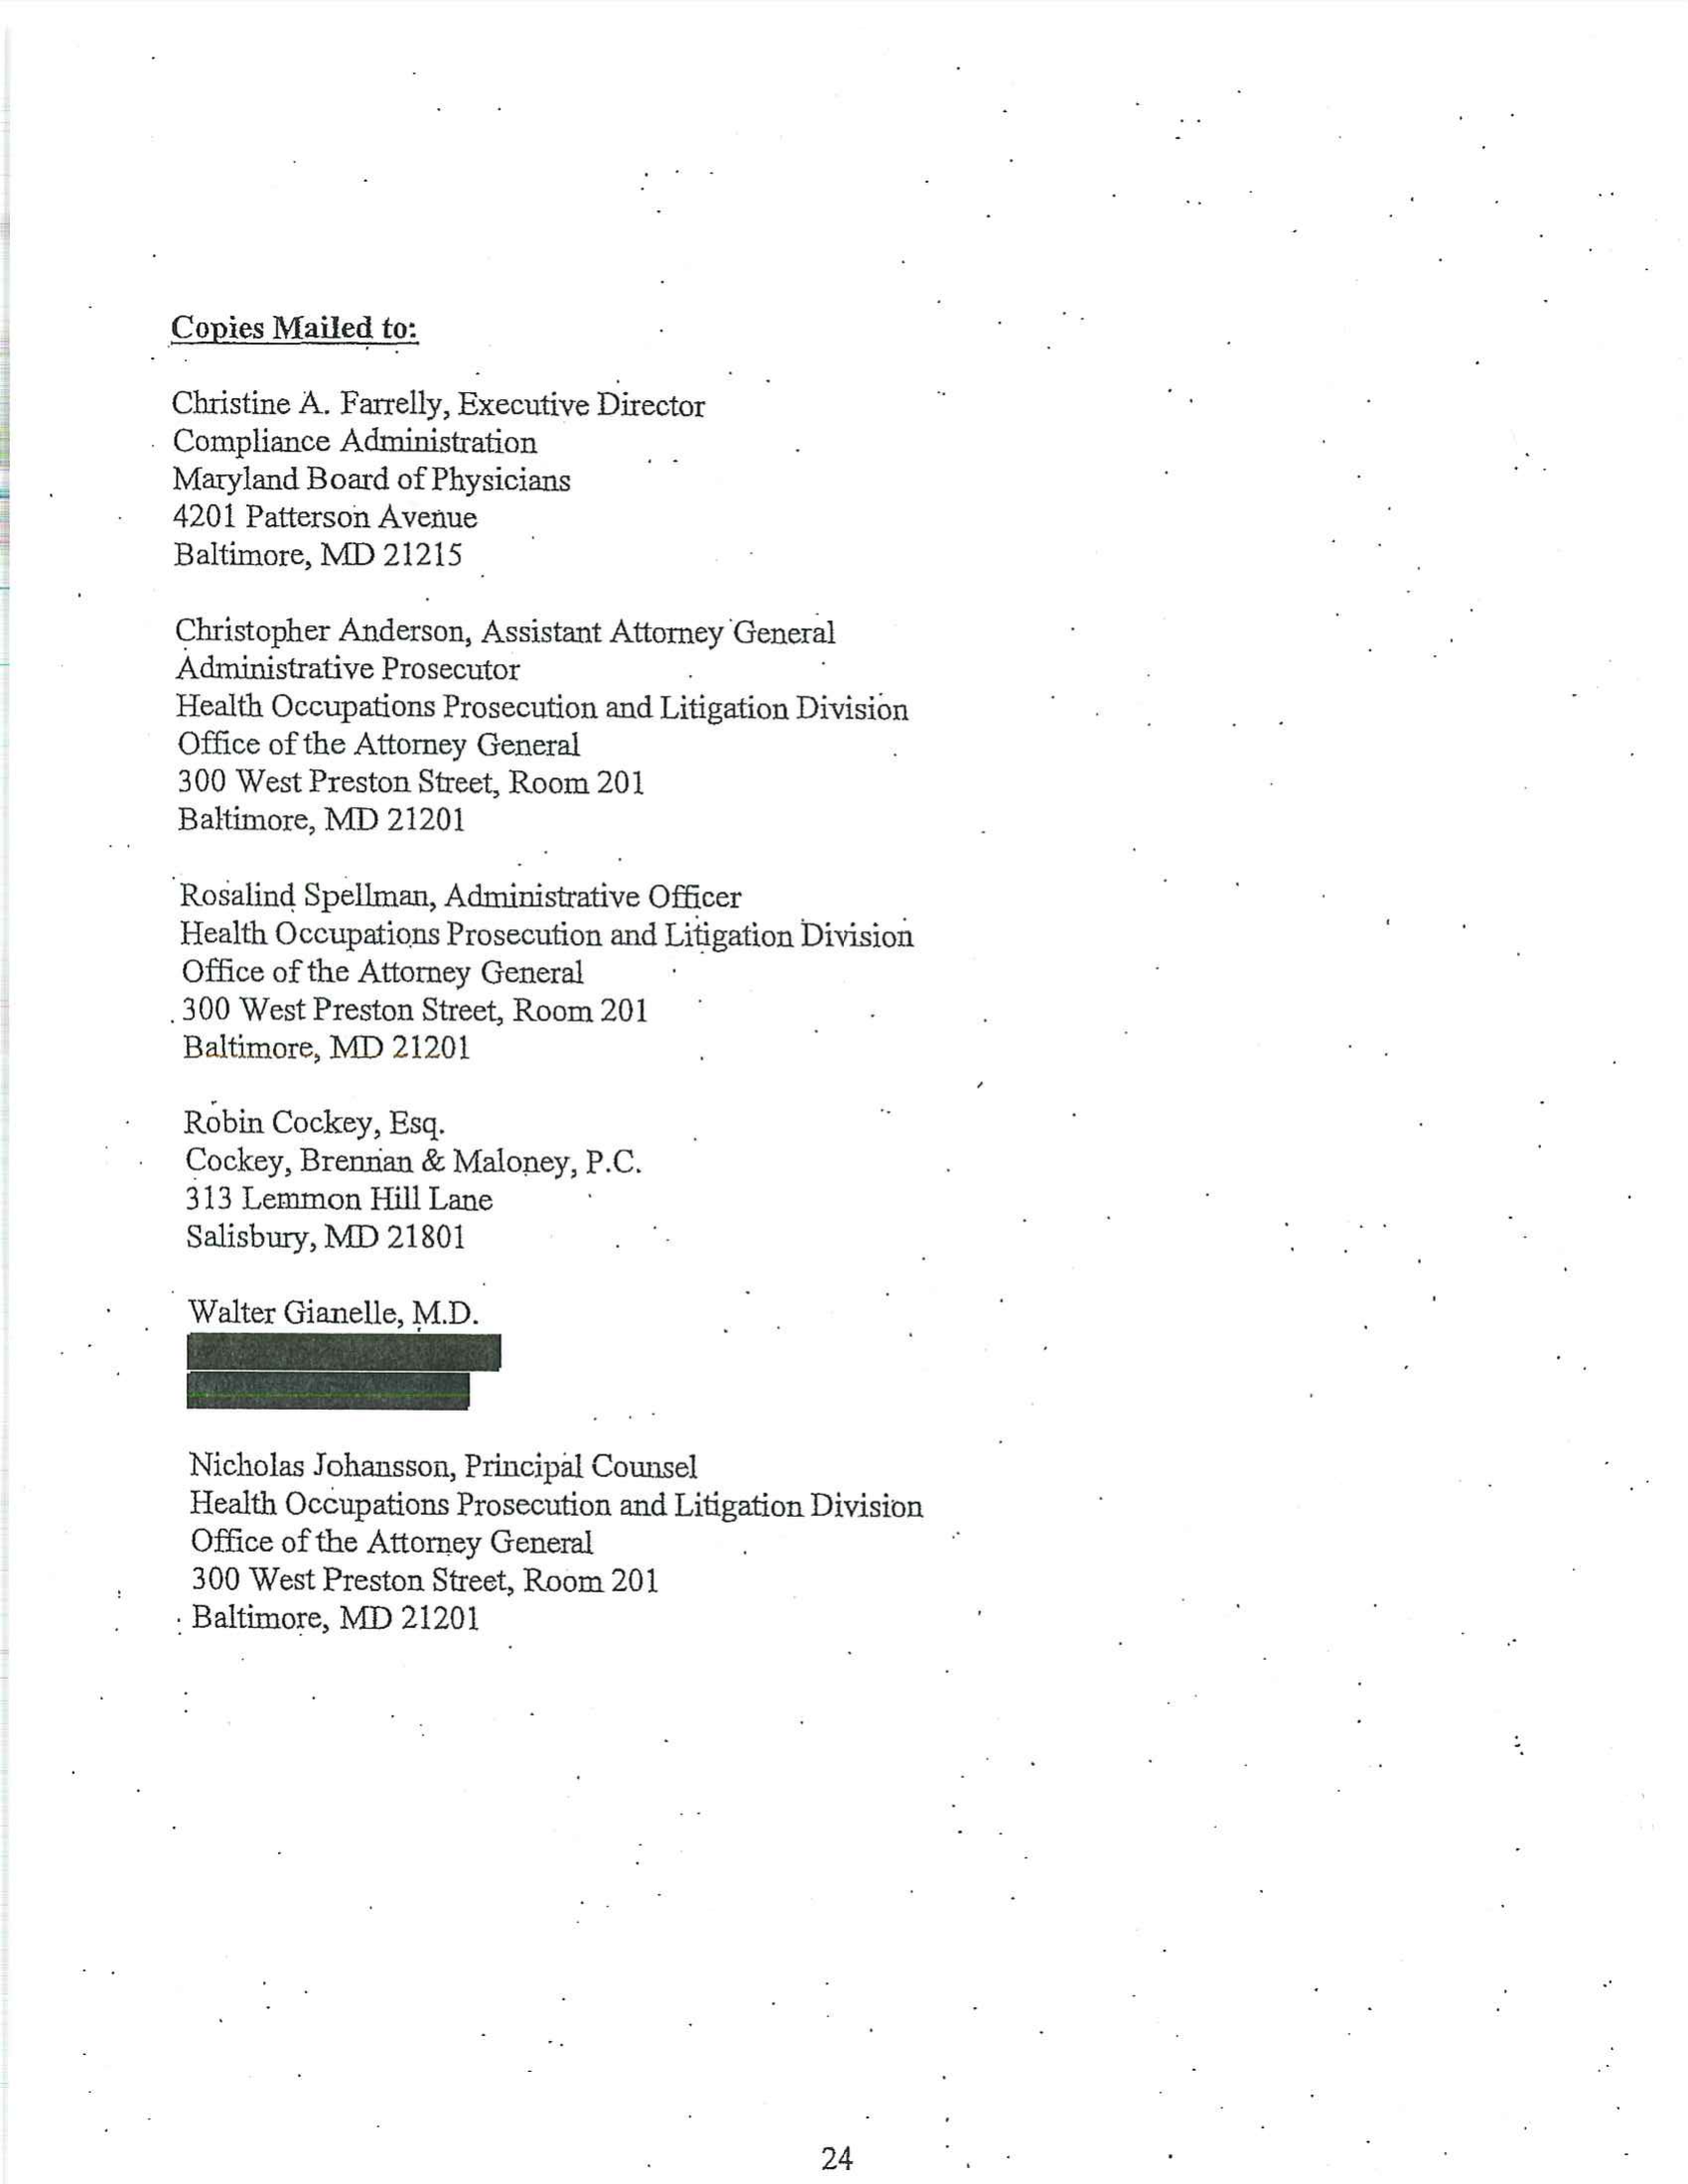 Copies Mailed to:
Christine A. Farrelly, Executive Director
Compliance Administration
Maryland Board of Physicians
4201 Patterson Avenue
Baltimore, MD 21215
Christopher Anderson, Assistant Attorney General
Administrative Prosecutor
Health Occupations Prosecution and Litigation Division
Office of the Attorney General
300 West Preston Street, Room 201
Baltimore, MD 21201
Rosalind Spellman, Administrative Officer
Health Occupations Prosecution and Litigation Division
Office of the Attorney General
300 West Preston Street, Room 201
Baltimore, MD 21201
Robin Cockey, Esq.
Cockey, Brennan & Maloney, P.C.
313 Lemmon Hill Lane
Salisbury, MD 21801
Walter Gianelle, M.D.
Nicholas Johansson, Principal Counsel
Health Occupations Prosecution and Litigation Division
Office of the Attorney General
300 West Preston Street, Room 201
Baltimore, MD 21201
24